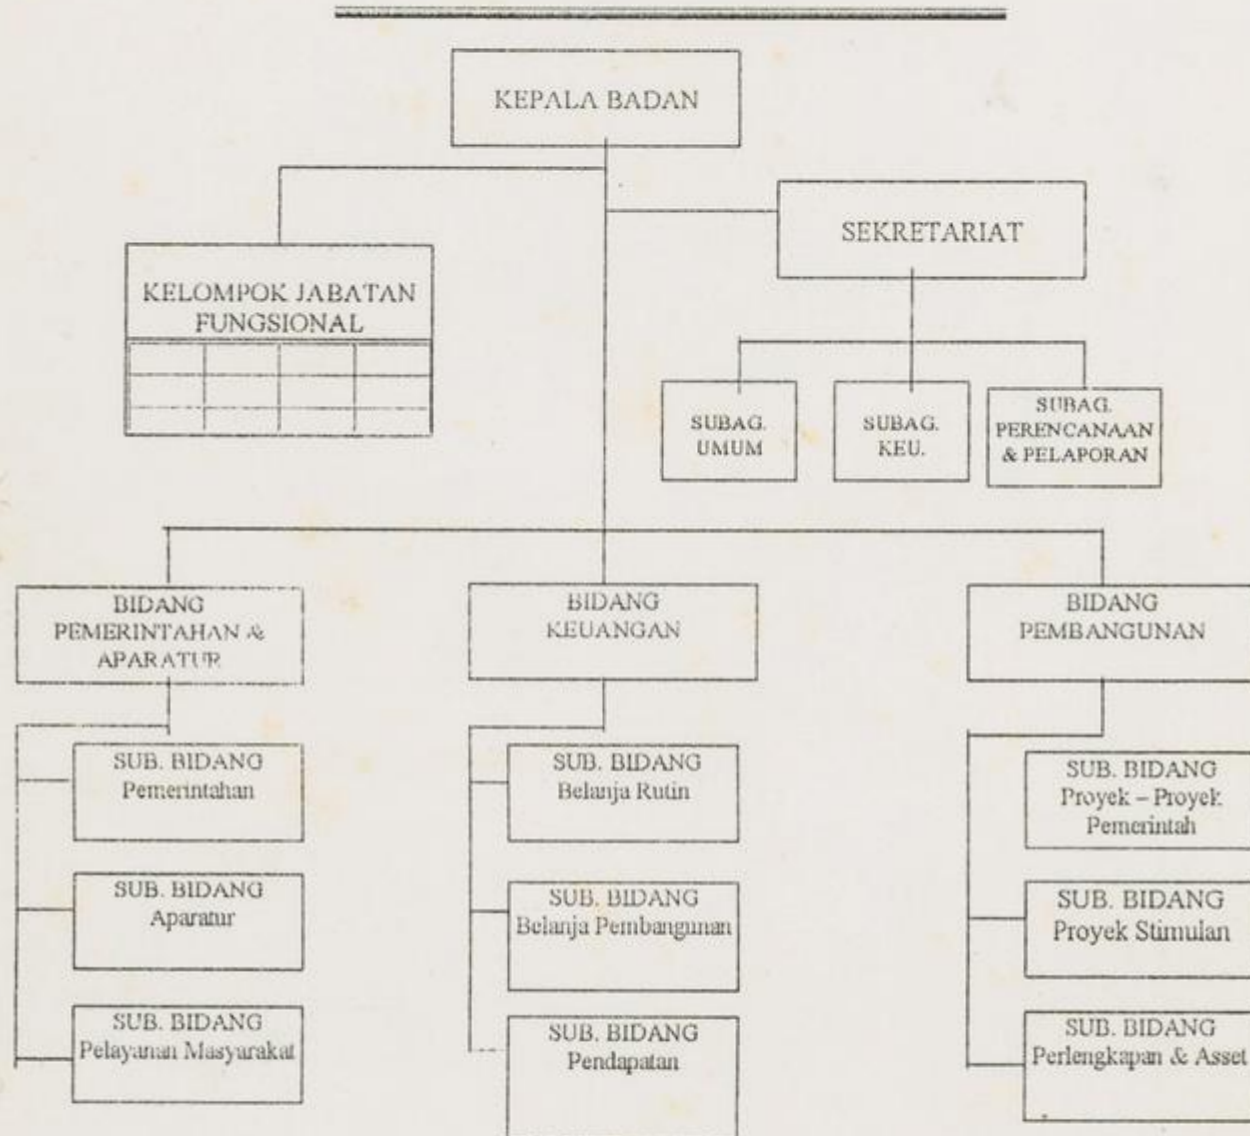 KEPALA BADAN
SEKRETARIAT
KELOMPOK JABATAN
FUNGSIONAL
SUBAG.
UMUM
SUBAG.
KEU.
SUBAG.
PERENCANAAN
& PELAPORAN
BIDANG
PEMERINTAHAN &
APARATUR
BIDANG
KEUANGAN
BIDANG
PEMBANGUNAN
SUB. BIDANG
Pemerintahan
SUB. BIDANG
Aparatur
SUB. BIDANG
Pelayanan Masyarakat
SUB. BIDANG
Belanja Rutin
SUB. BIDANG
Belanja Pembangunan
SUB. BIDANG
Pendapatan
SUB. BIDANG
Proyek – Proyek
Pemerintah
SUB. BIDANG
Proyek Stimulan
SUB. BIDANG
Perlengkapan & Asset